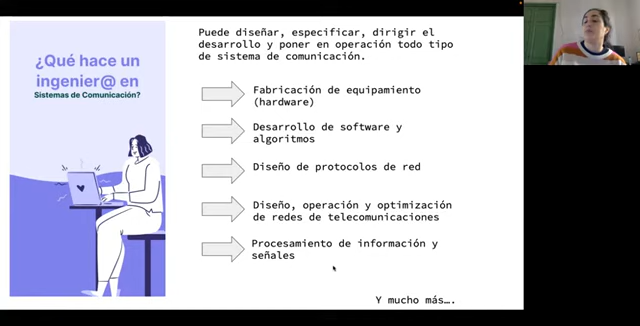 ¿Qué hace un
ingenier@ en
Sistemas de Comunicación?
Puede diseñar, especificar, dirigir el
desarrollo y poner en operación todo tipo
de sistema de comunicación.
Fabricación de equipamiento
(hardware)
Desarrollo de software y
algoritmos
Diseño de protocolos de red
Diseño, operación y optimización
de redes de telecomunicaciones
Procesamiento de información y
señales
Y mucho más….